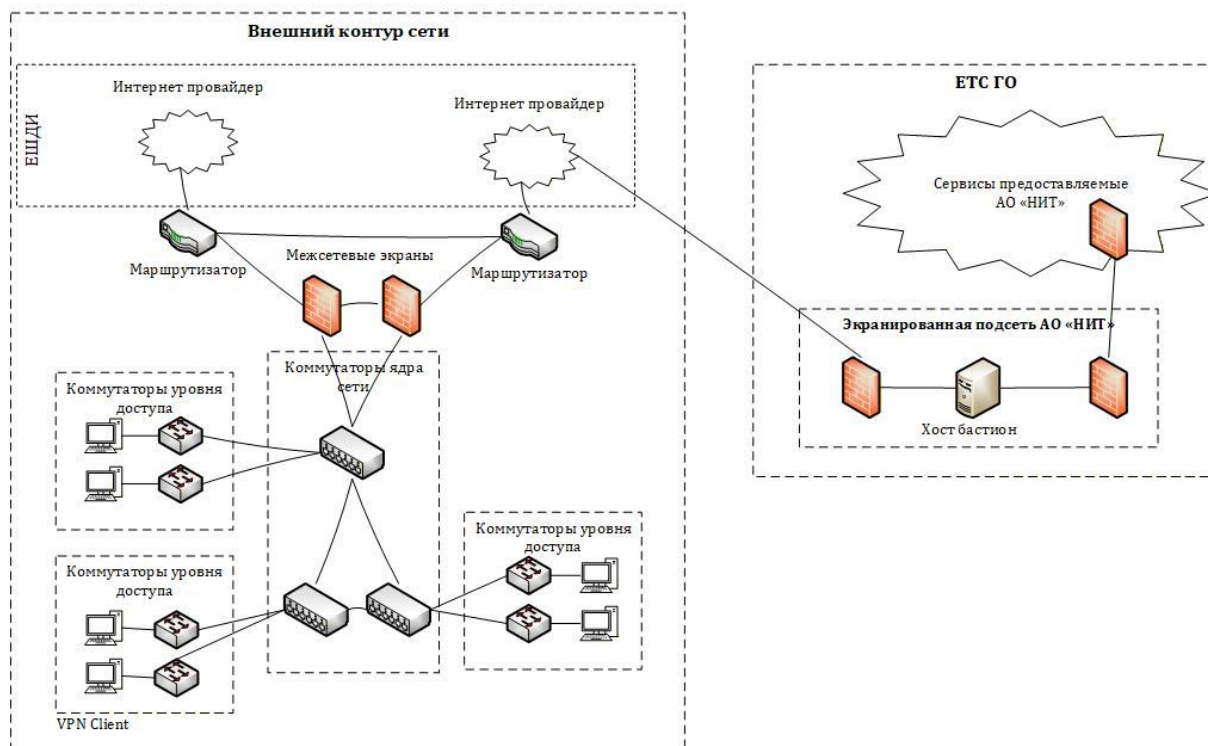 Внешний контур сети
ЕШДИ
Интернет провайдер
Интернет провайдер
Маршрутизатор
Межсетевые экраны
Маршрутизатор
Коммутаторы ядра
сети
Коммутаторы уровня
доступа
Коммутаторы уровня
доступа
Коммутаторы уровня
доступа
VPN Client
ЕТС ГО
Сервисы предоставляемые
АО «НИТ»
Экранированная подсеть АО «НИТ»
Хост бастион